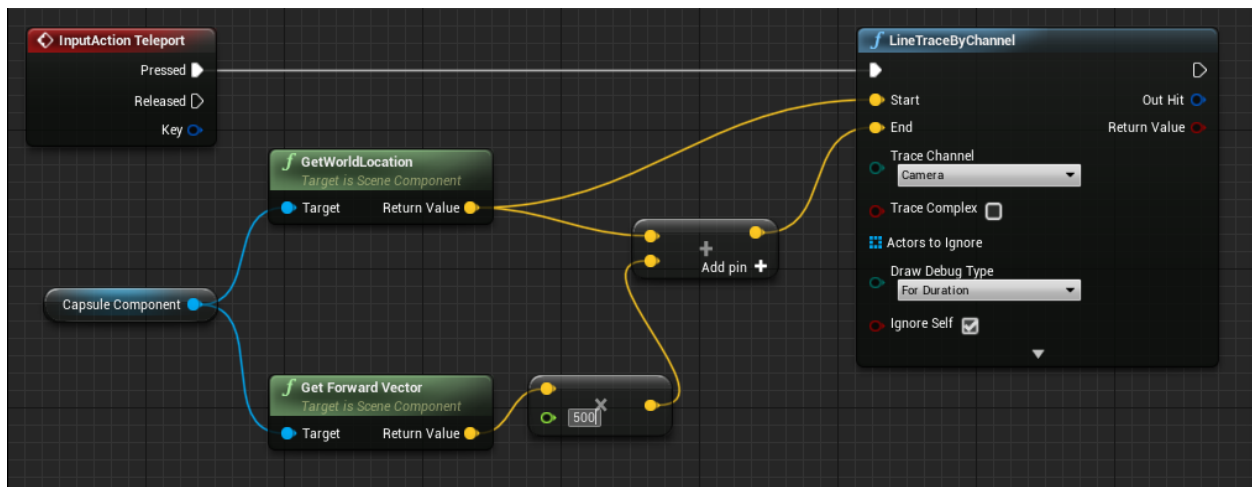 InputAction Teleport
Pressed
Released
Key
GetWorldLocation
Target is Scene Component
Target Return Value
Capsule Component
Get Forward Vector
Target is Scene Component
Target Return Value
500
Add pin
LineTraceByChannel
Start Out Hit
End Return Value
Trace Channel
Camera
Trace Complex
Actors to Ignore
Draw Debug Type
For Duration
Ignore Self